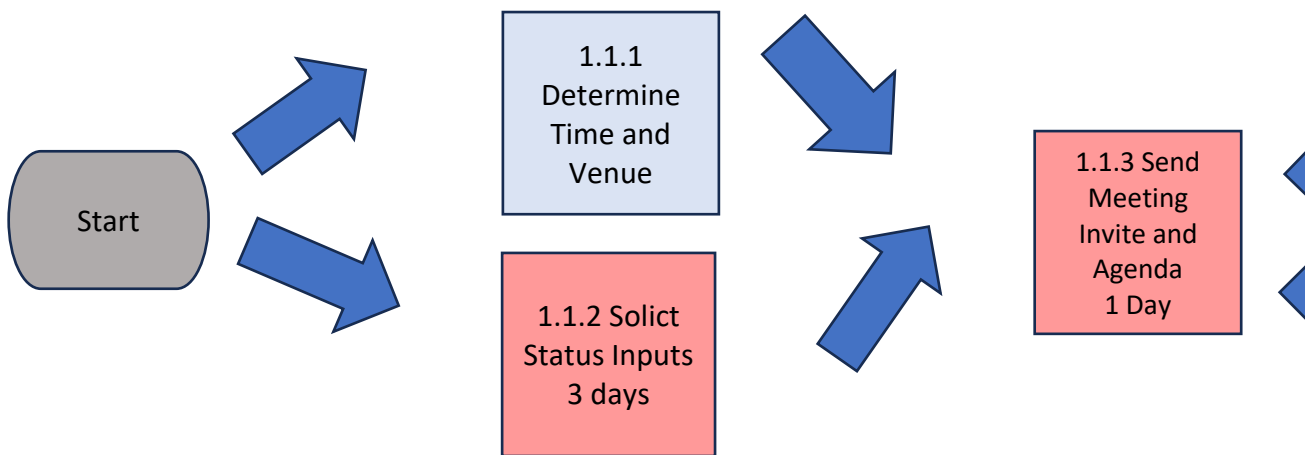 Start
1.1.1
Determine
Time and
Venue
1.1.2 Solict
Status Inputs
3 days
1.1.3 Send
Meeting
Invite and
Agenda
1 Day